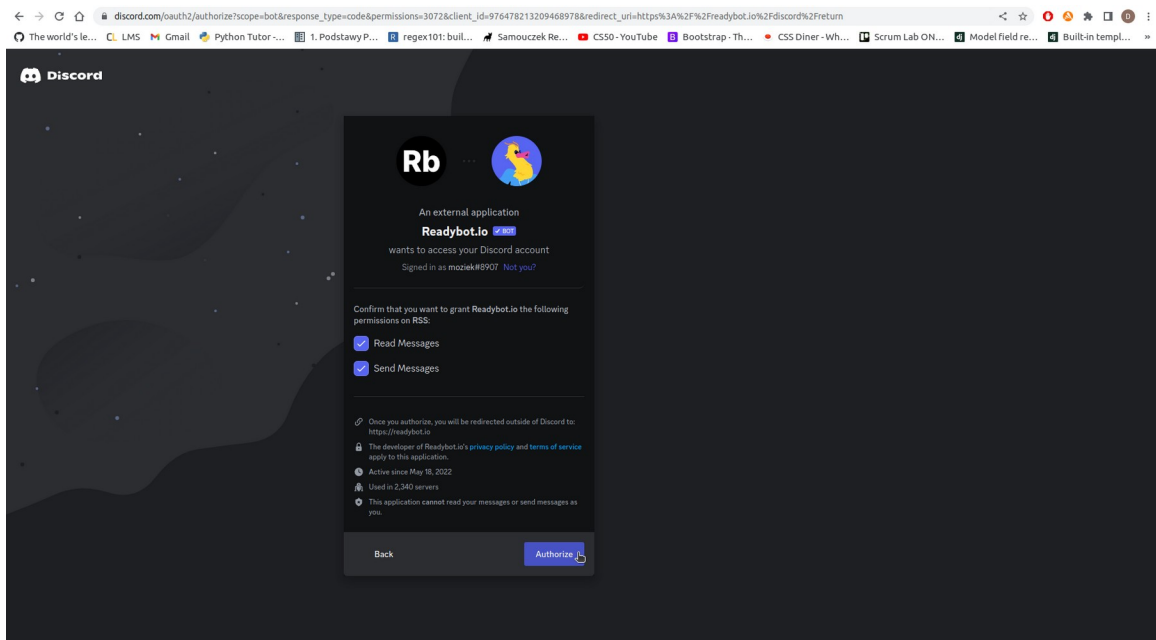 discord.com/oauth2/authorize?scope=bot&response_type=code&permissions=3072&client_id=976478213209468978&redirect_uri=https%3A%2F%2Freadybot.io%2Fdiscord%2Freturn
The world's le... CL LMS Gmail Python Tutor -... 1. Podstawy P... R regex101: buil... Samouczek Re... CS50 - YouTube B Bootstrap · Th... CSS Diner - Wh... Scrum Lab ON... dj Model field re... dj Built-in templ... »
Discord
Rb
An external application
Readybot.io ✓ BOT
wants to access your Discord account
Signed in as moziek#8907 Not you?
Confirm that you want to grant Readybot.io the following
permissions on RSS:
Read Messages
Send Messages
Once you authorize, you will be redirected outside of Discord to:
https://readybot.io
The developer of Readybot.io's privacy policy and terms of service
apply to this application.
Active since May 18, 2022
Used in 2,340 servers
This application cannot read your messages or send messages as
you.
Back
Authorize